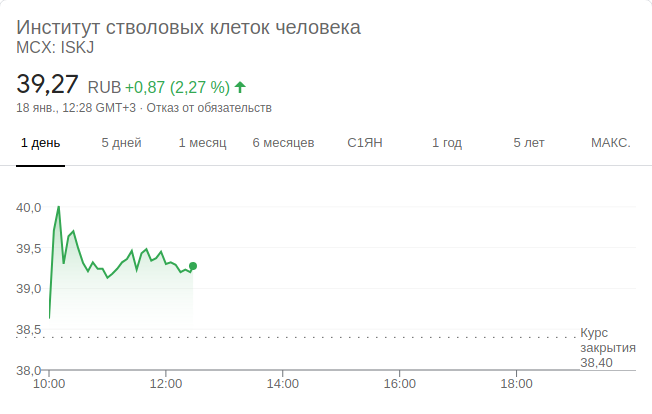 Институт стволовых клеток человека
MCX: ISKJ
39,27 RUB +0,87 (2,27 %)
18 янв., 12:28 GMT+3 · Отказ от обязательств
1 день 5 дней 1 месяц 6 месяцев С1ЯН 1 год 5 лет МАКС.
40,0
39,5
39,0
38,5
38,0
Курс
закрытия
38,40
10:00 12:00 14:00 16:00 18:00